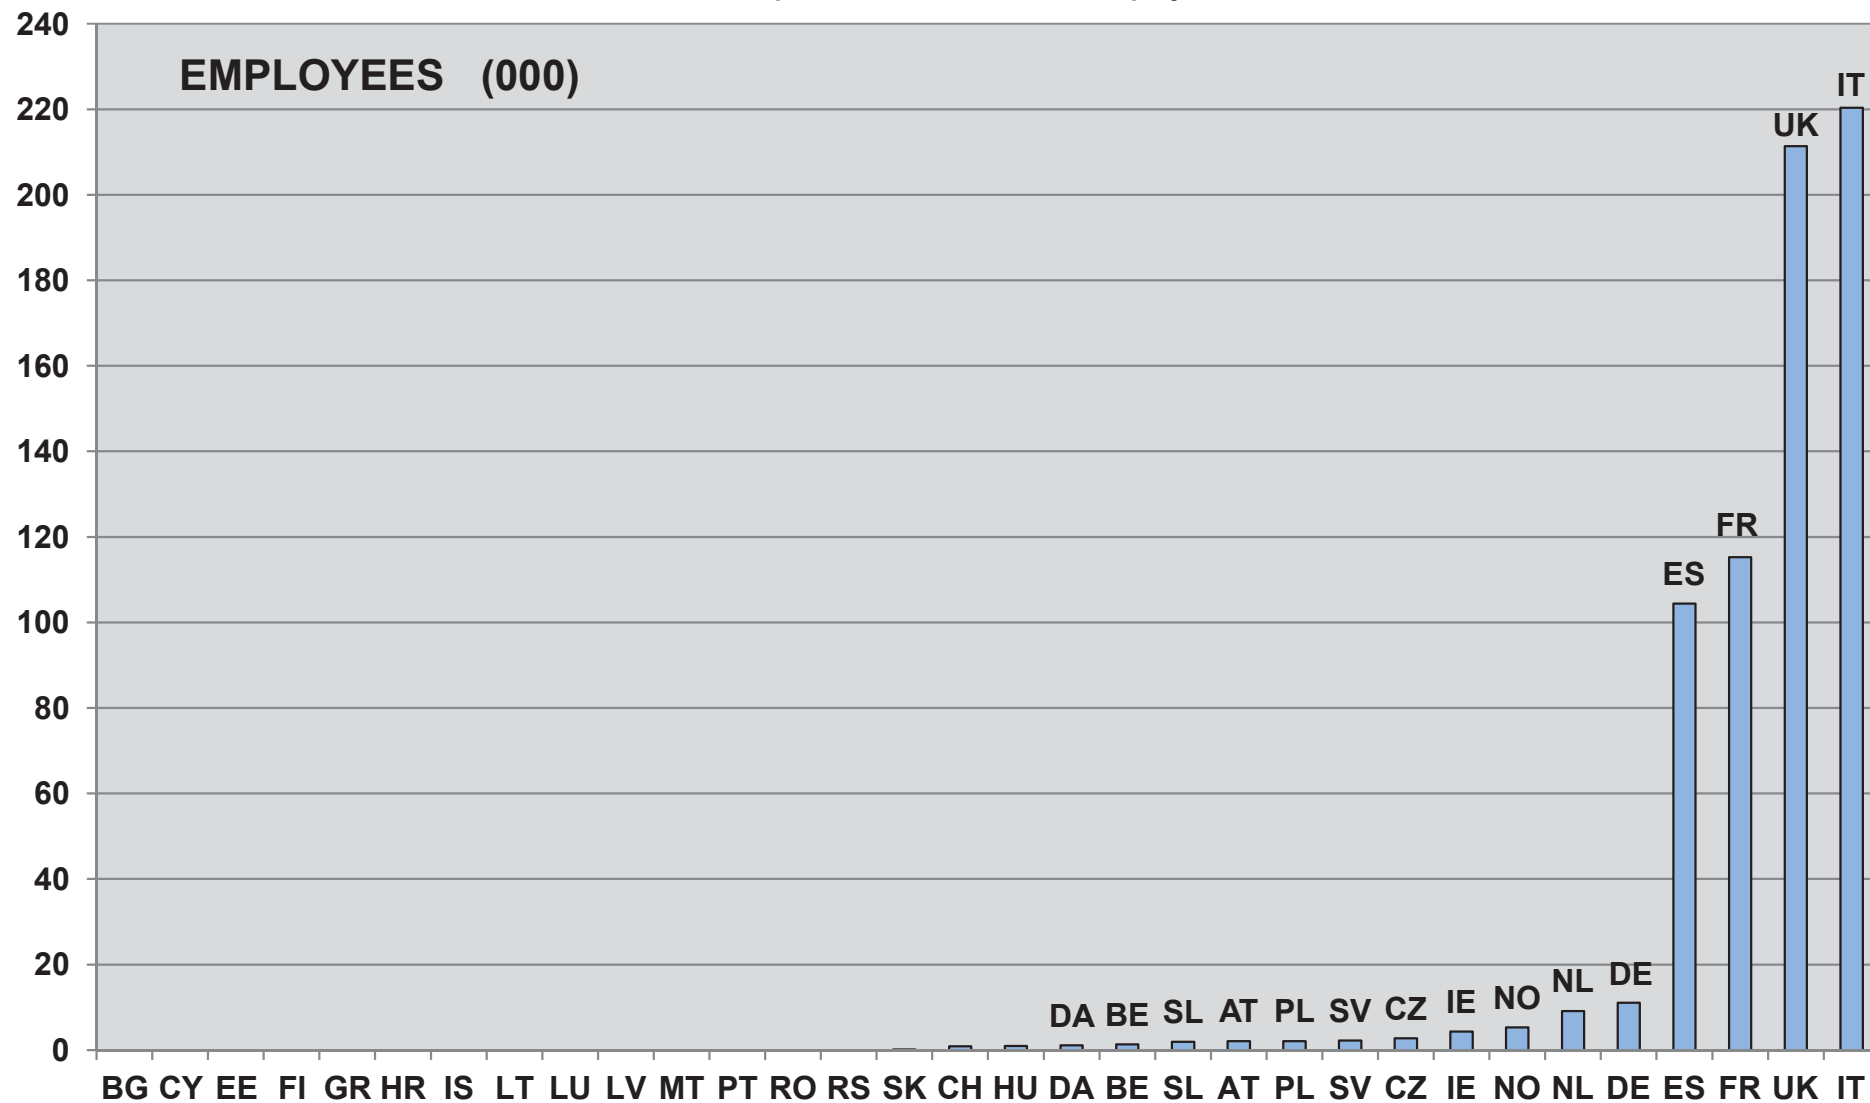 240
EMPLOYEES (000)
IT
220
UK
200
180
160
140
120
FR
ES
100
80
60
40
20
DA BE SL AT PL SV CZ IE NO NL DE
0
BG CY EE FI GR HR IS LT LU LV MT PT RO RS SK CH HU DA BE SL AT PL SV CZ IE NO NL DE ES FR UK IT